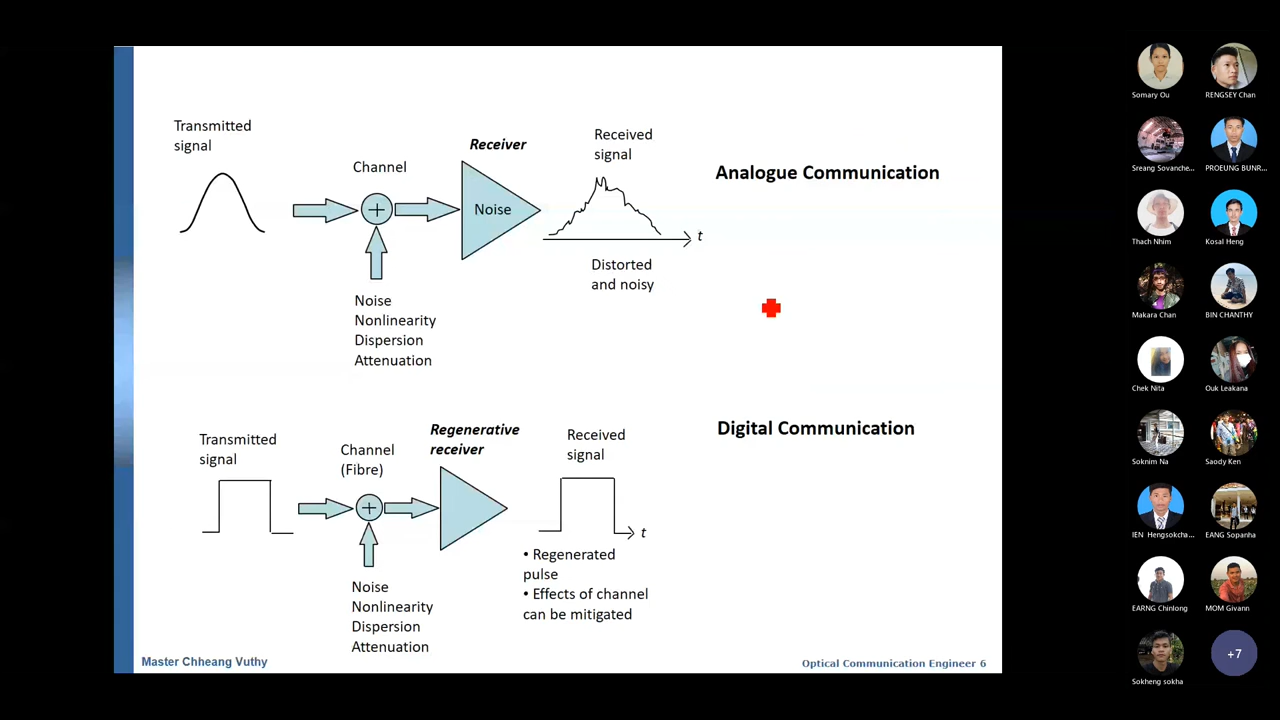 Transmitted
signal
Channel
Receiver
Noise
Received
signal
t
Distorted
and noisy
Analogue Communication
Noise
Nonlinearity
Dispersion
Attenuation
Transmitted
signal
Channel
(Fibre)
Regenerative
receiver
Received
signal
t
• Regenerated
pulse
• Effects of channel
can be mitigated
Digital Communication
Noise
Nonlinearity
Dispersion
Attenuation
Master Chheang Vuthy
Optical Communication Engineer 6
Somary Ou
RENGSEY Chan
Sreang Sovanche...
PROEUNG BUNR...
Thach Nhim
Kosal Heng
Makara Chan
BIN CHANTHY
Chek Nita
Ouk Leakana
Soknim Na
Saody Ken
IEN Hengsokcha...
EANG Sopanha
EARNG Chinlong
MOM Givann
Sokheng sokha
+7